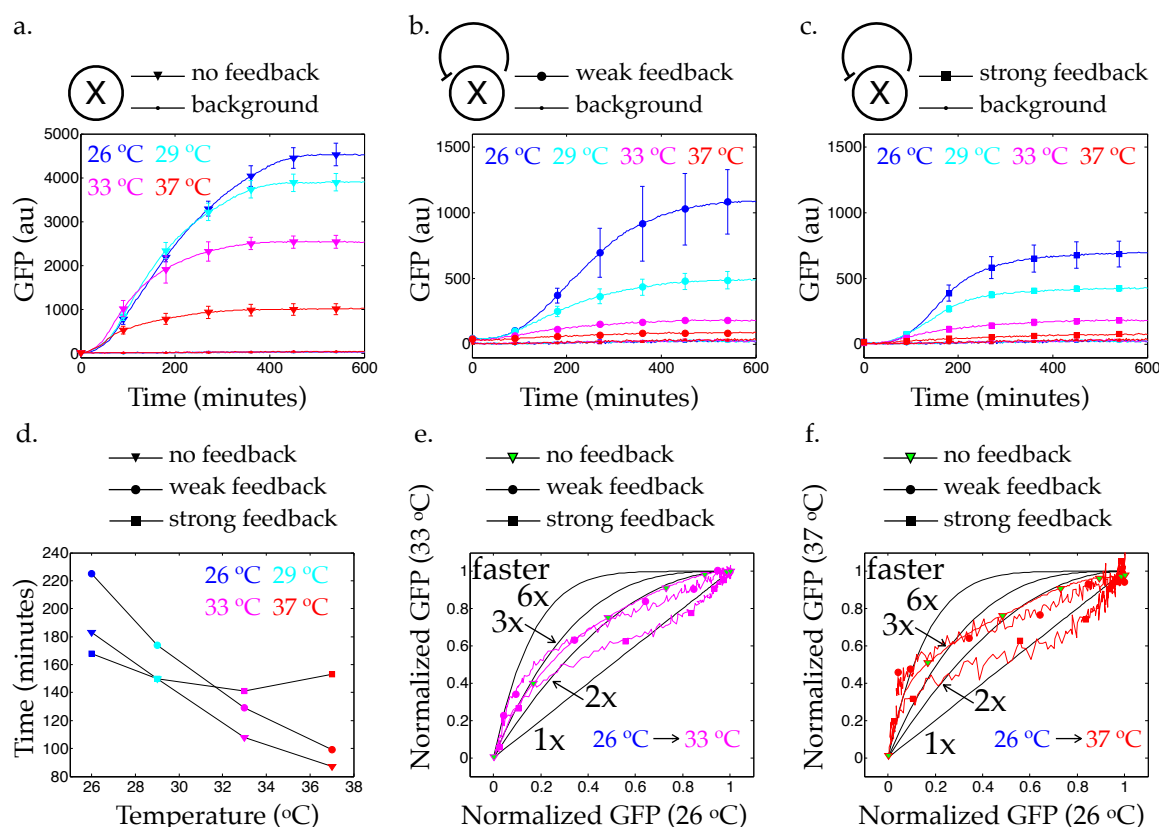 a.
X
no feedback
background
5000
4000
3000
2000
1000
0
26 °C 29 °C
33 °C 37 °C
GFP (au)
0 200 400 600
Time (minutes)
b.
X
weak feedback
background
1500
1000
500
0
26 °C 29 °C 33 °C 37 °C
GFP (au)
0 200 400 600
Time (minutes)
c.
X
strong feedback
background
1500
1000
500
0
26 °C 29 °C 33 °C 37 °C
GFP (au)
0 200 400 600
Time (minutes)
d.
no feedback
weak feedback
strong feedback
240
220
200
180
160
140
120
100
80
26 °C 29 °C
33 °C 37 °C
Time (minutes)
26 28 30 32 34 36 38
Temperature (°C)
e.
no feedback
weak feedback
strong feedback
Normalized GFP (33 °C)
1
0.8
0.6
0.4
0.2
0
faster
6x
3x
2x
1x
26 °C → 33 °C
0 0.2 0.4 0.6 0.8 1
Normalized GFP (26 °C)
f.
no feedback
weak feedback
strong feedback
Normalized GFP (37 °C)
1
0.8
0.6
0.4
0.2
0
faster
6x
3x
2x
1x
26 °C → 37 °C
0 0.2 0.4 0.6 0.8 1
Normalized GFP (26 °C)